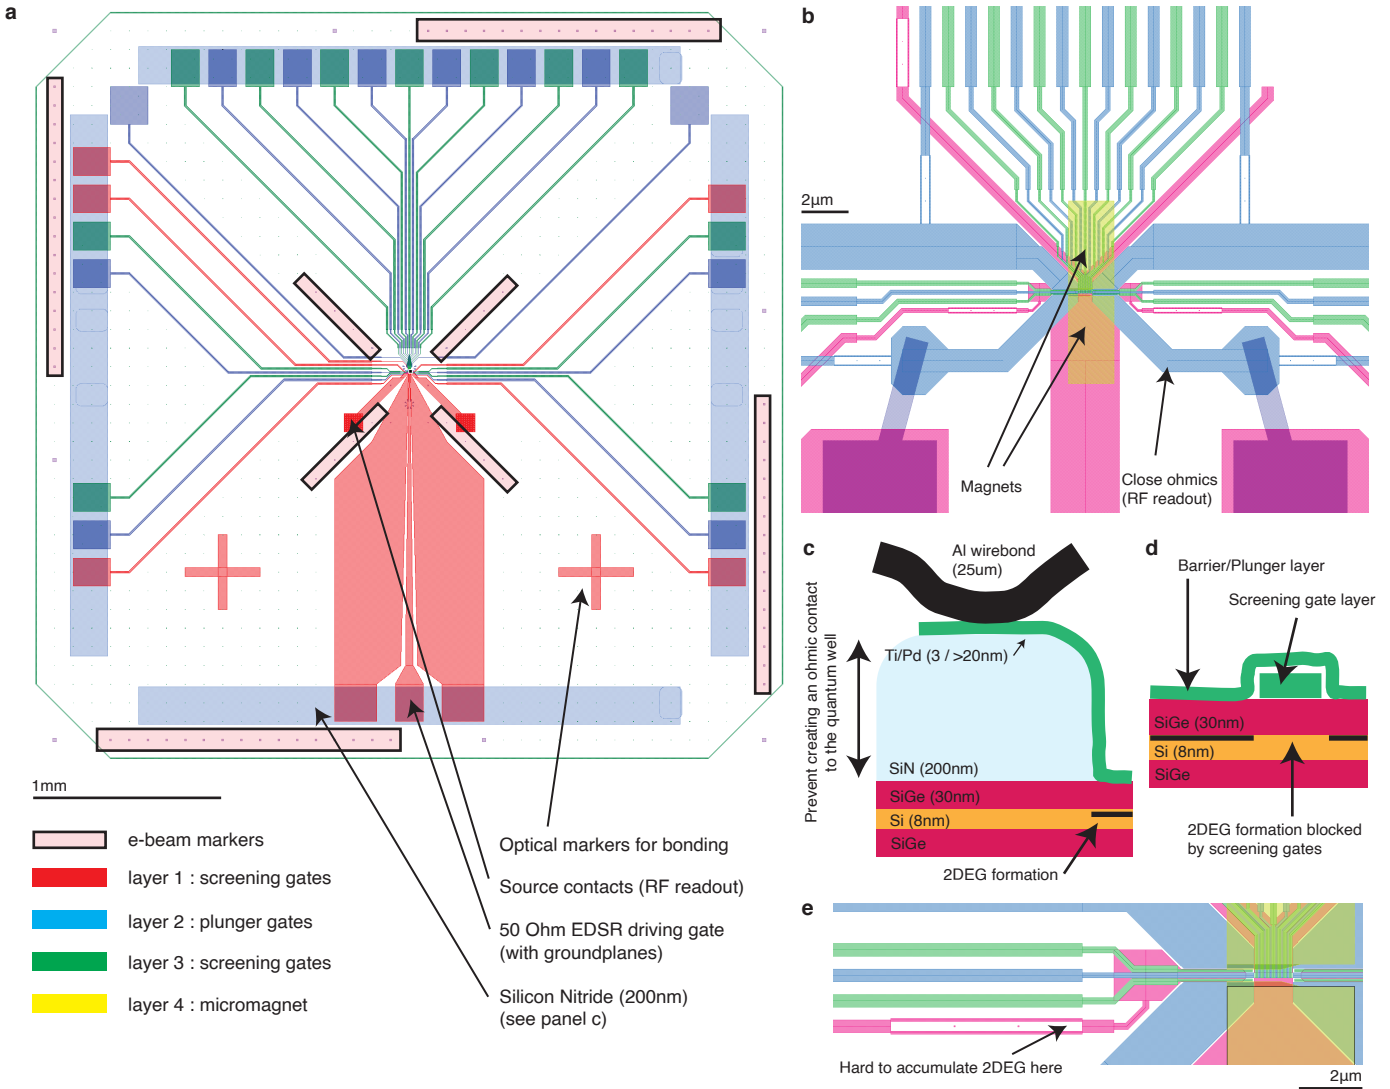 a
1mm
e-beam markers
layer 1 : screening gates
layer 2 : plunger gates
layer 3 : screening gates
layer 4 : micromagnet
Optical markers for bonding
Source contacts (RF readout)
50 Ohm EDSR driving gate
(with groundplanes)
Silicon Nitride (200nm)
(see panel c)
b
2μm
Magnets
Close ohmics
(RF readout)
c
Al wirebond
(25um)
Prevent creating an ohmic contact
to the quantum well
Ti/Pd (3 / >20nm)
SiN (200nm)
SiGe (30nm)
Si (8nm)
SiGe
2DEG formation
d
Barrier/Plunger layer
Screening gate layer
SiGe (30nm)
Si (8nm)
SiGe
2DEG formation blocked
by screening gates
e
Hard to accumulate 2DEG here
2μm